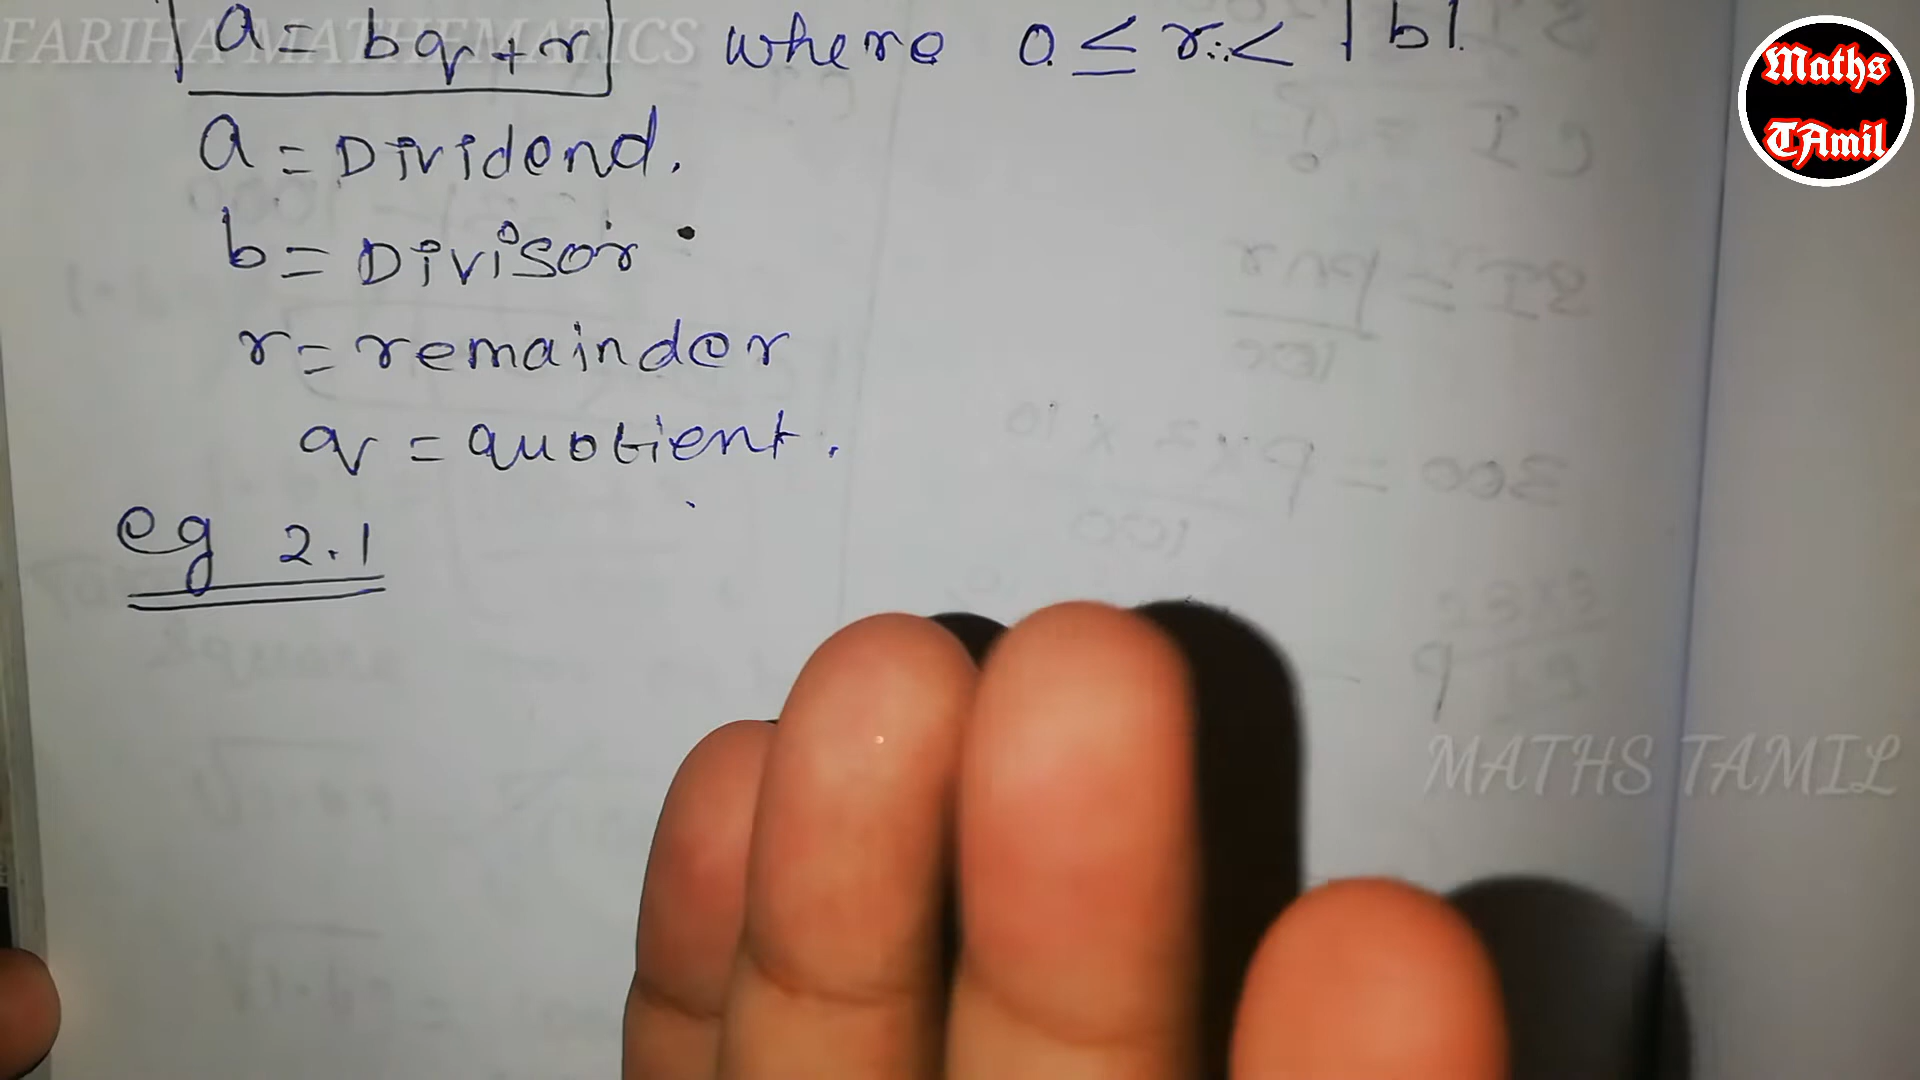 FARIHA MATHEMATICS
a = bq + r where 0 ≤ r < |b|.
Maths
TAmil
a = Dividend.
b = Divisor
r = remainder
q = quotient.
eg 2.1
MATHS TAMIL